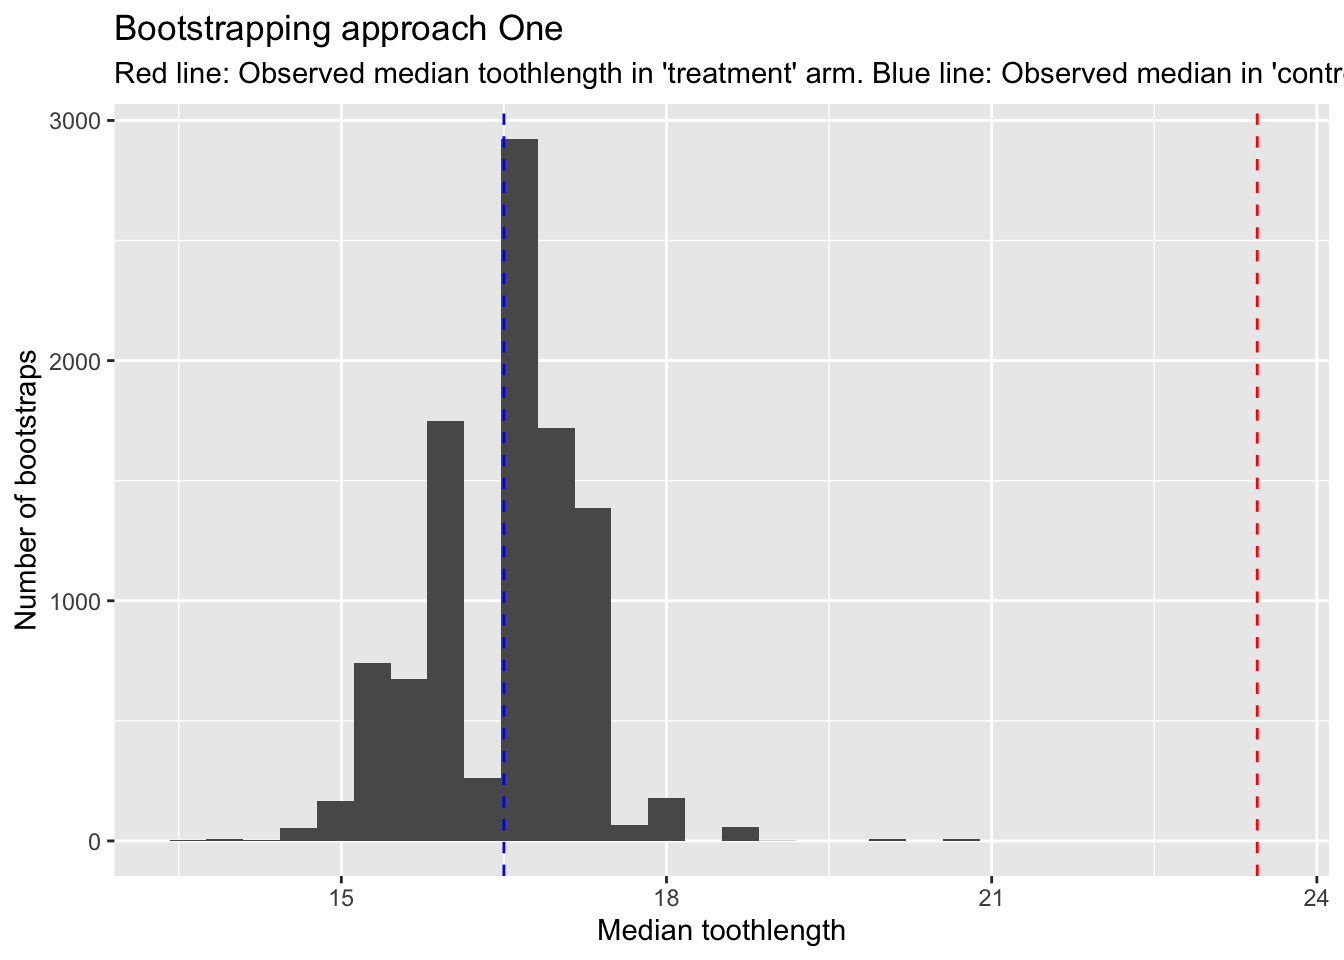 Bootstrapping approach One
Red line: Observed median toothlength in 'treatment' arm. Blue line: Observed median in 'contr
3000
2000
1000
0
Number of bootstraps
15 18 21 24
Median toothlength